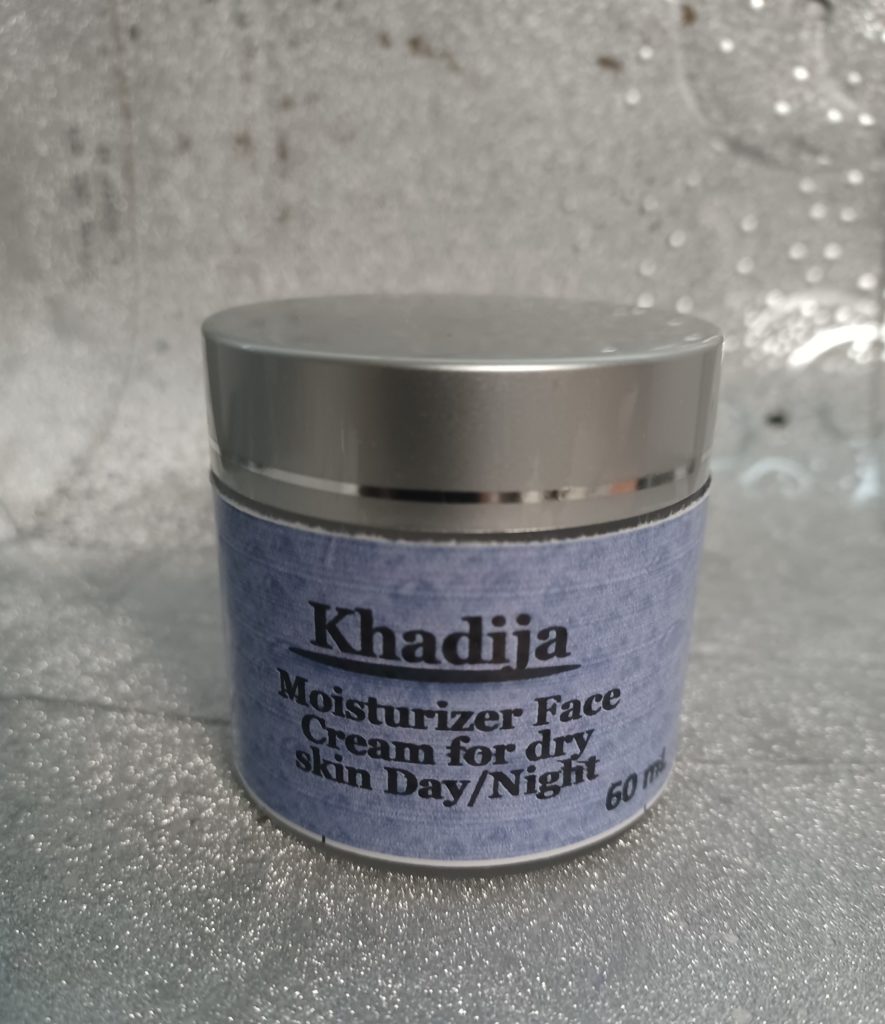 Khadija
Moisturizer Face
Cream for dry
skin Day/Night
60 ml